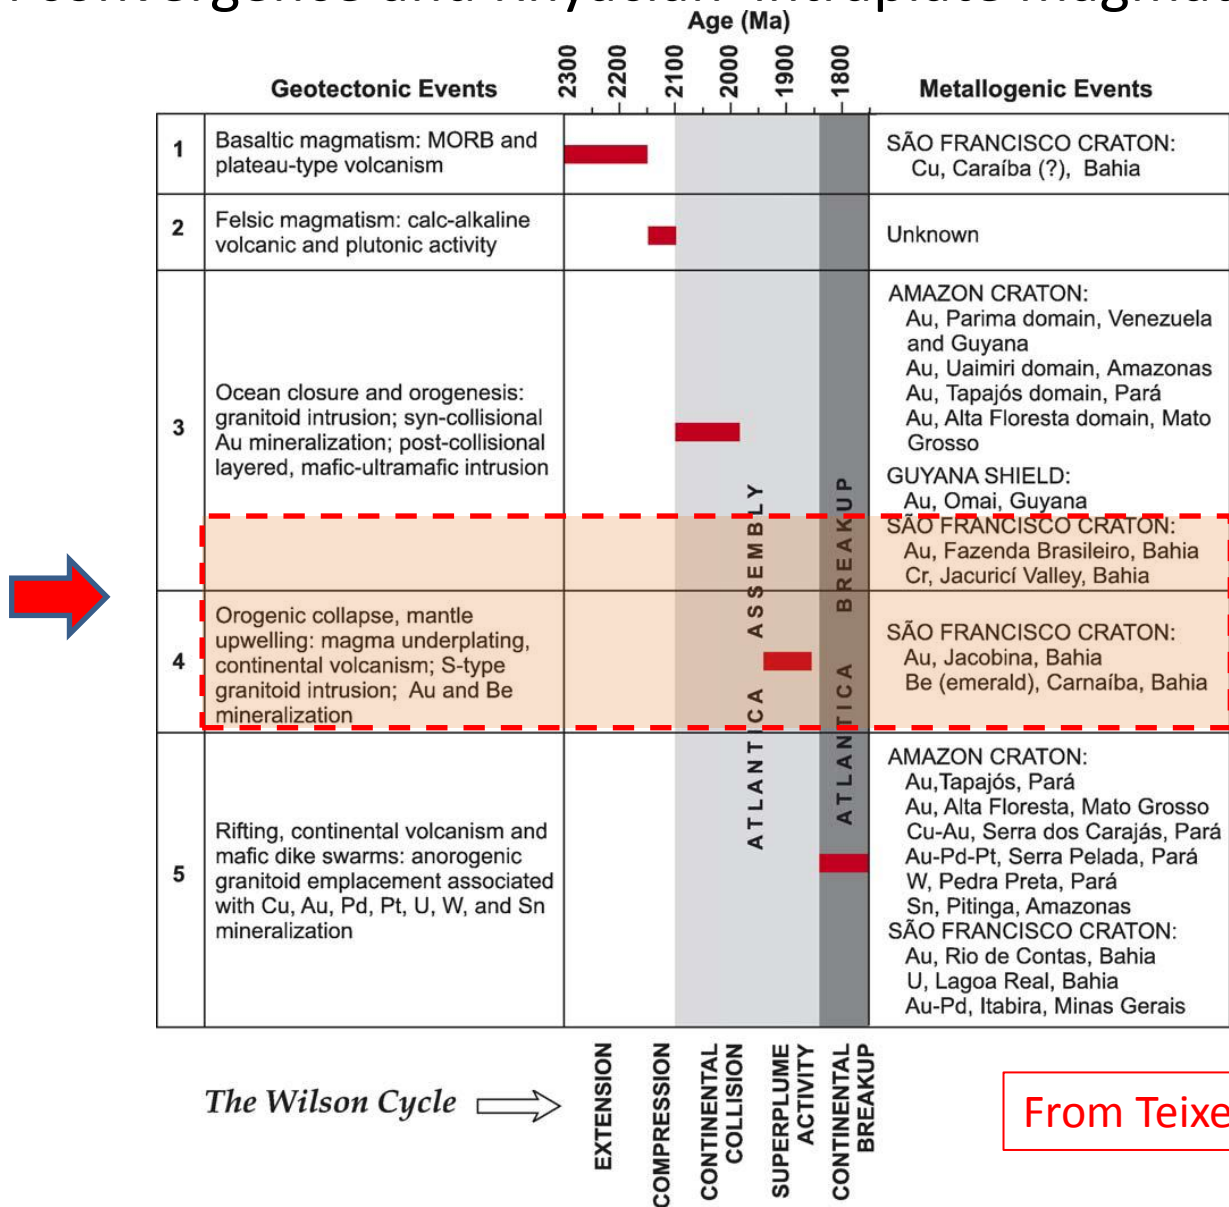 convergence and Rhyacian intraplate magmat
Age (Ma)
Geotectonic Events
2300
2200
2100
2000
1900
1800
Metallogenic Events
1
Basaltic magmatism: MORB and
plateau-type volcanism
SÃO FRANCISCO CRATON:
Cu, Caraíba (?), Bahia
2
Felsic magmatism: calc-alkaline
volcanic and plutonic activity
Unknown
3
Ocean closure and orogenesis:
granitoid intrusion; syn-collisional
Au mineralization; post-collisional
layered, mafic-ultramafic intrusion
AMAZON CRATON:
Au, Parima domain, Venezuela
and Guyana
Au, Uaimiri domain, Amazonas
Au, Tapajós domain, Pará
Au, Alta Floresta domain, Mato
Grosso
GUYANA SHIELD:
Au, Omai, Guyana
SÃO FRANCISCO CRATON:
Au, Fazenda Brasileiro, Bahia
Cr, Jacuricí Valley, Bahia
4
Orogenic collapse, mantle
upwelling: magma underplating,
continental volcanism; S-type
granitoid intrusion; Au and Be
mineralization
SÃO FRANCISCO CRATON:
Au, Jacobina, Bahia
Be (emerald), Carnaíba, Bahia
5
Rifting, continental volcanism and
mafic dike swarms: anorogenic
granitoid emplacement associated
with Cu, Au, Pd, Pt, U, W, and Sn
mineralization
AMAZON CRATON:
Au,Tapajós, Pará
Au, Alta Floresta, Mato Grosso
Cu-Au, Serra dos Carajás, Pará
Au-Pd-Pt, Serra Pelada, Pará
W, Pedra Preta, Pará
Sn, Pitinga, Amazonas
SÃO FRANCISCO CRATON:
Au, Rio de Contas, Bahia
U, Lagoa Real, Bahia
Au-Pd, Itabira, Minas Gerais
ATLANTICA ASSEMBLY
ATLANTICA BREAKUP
The Wilson Cycle
EXTENSION
COMPRESSION
CONTINENTAL
COLLISION
SUPERPLUME
ACTIVITY
CONTINENTAL
BREAKUP
From Teixe